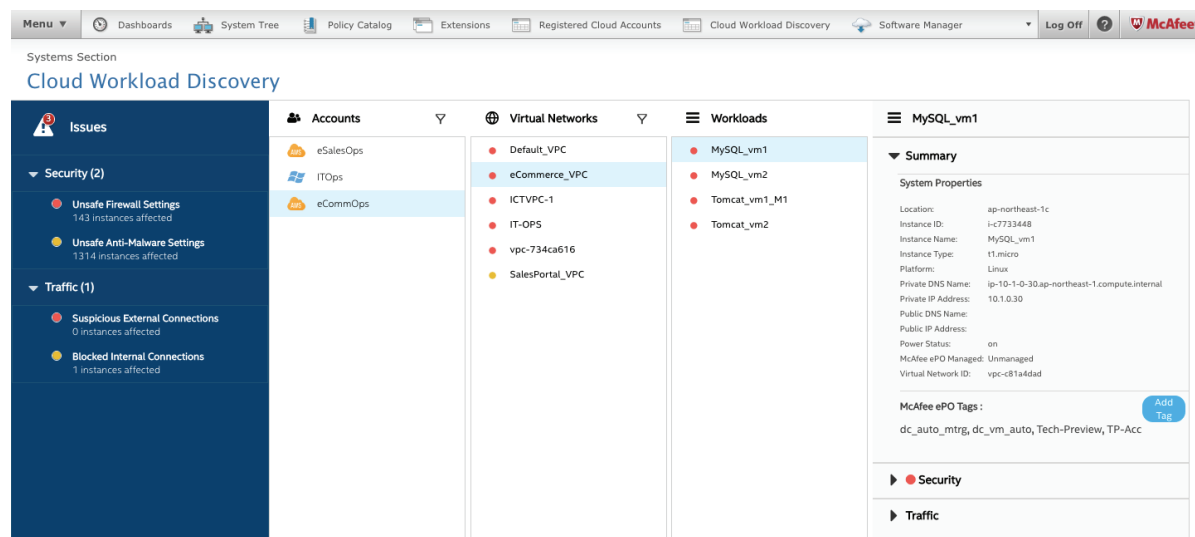 Menu ▼ Dashboards System Tree Policy Catalog Extensions Registered Cloud Accounts Cloud Workload Discovery Software Manager ▼ Log Off ? McAfee
Systems Section
Cloud Workload Discovery
3 Issues
Security (2)
Unsafe Firewall Settings
143 instances affected
Unsafe Anti-Malware Settings
1314 instances affected
Traffic (1)
Suspicious External Connections
0 instances affected
Blocked Internal Connections
1 instances affected
Accounts
AWS eSalesOps
ITOps
AWS eCommOps
Virtual Networks
Default_VPC
eCommerce_VPC
ICTVPC-1
IT-OPS
vpc-734ca616
SalesPortal_VPC
Workloads
MySQL_vm1
MySQL_vm2
Tomcat_vm1_M1
Tomcat_vm2
MySQL_vm1
Summary
System Properties
Location: ap-northeast-1c
Instance ID: i-c7733448
Instance Name: MySQL_vm1
Instance Type: t1.micro
Platform: Linux
Private DNS Name: ip-10-1-0-30.ap-northeast-1.compute.internal
Private IP Address: 10.1.0.30
Public DNS Name:
Public IP Address:
Power Status: on
McAfee ePO Managed: Unmanaged
Virtual Network ID: vpc-c81a4dad
McAfee ePO Tags :
Add
Tag
dc_auto_mtrg, dc_vm_auto, Tech-Preview, TP-Acc
Security
Traffic